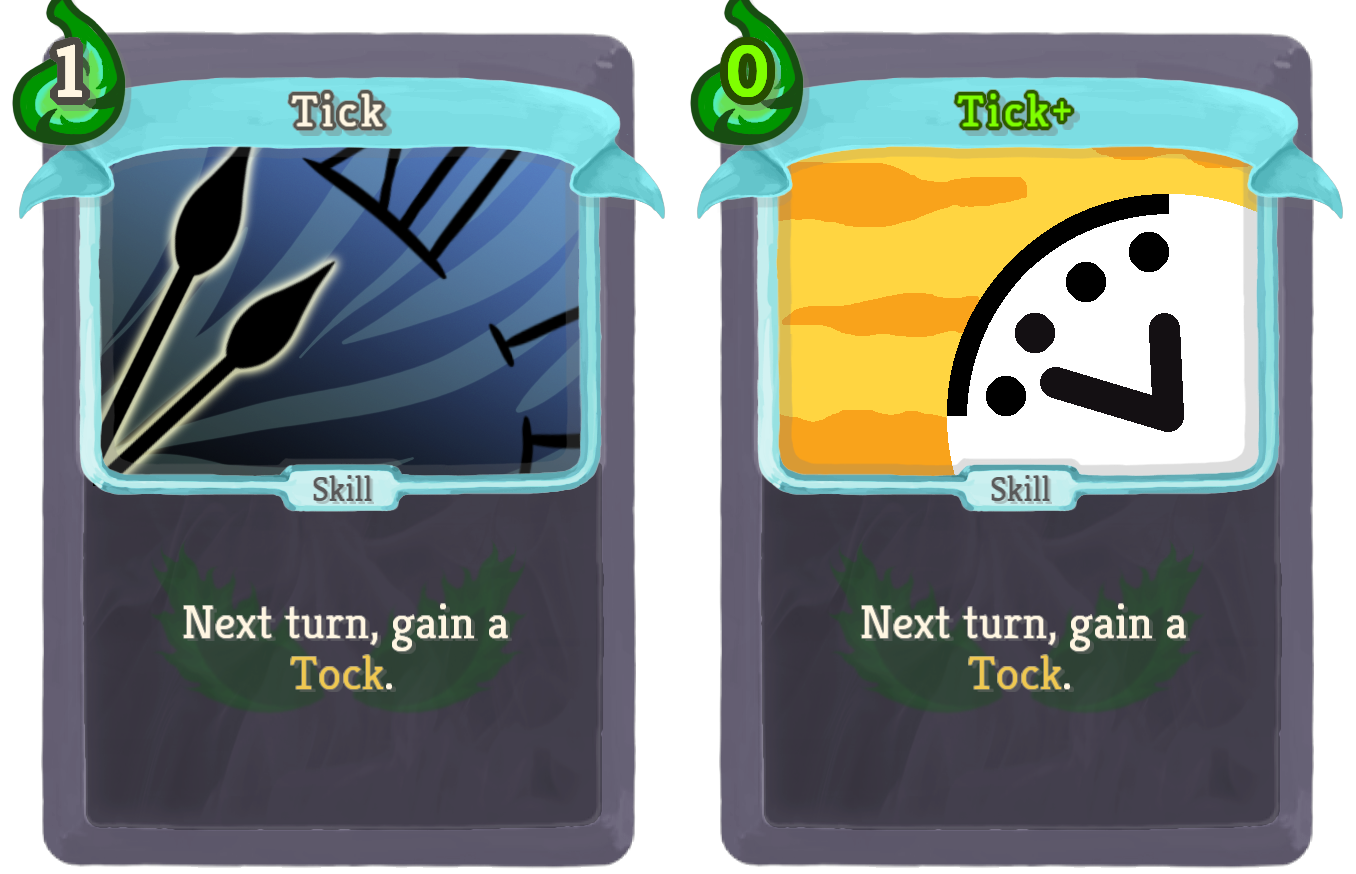 1
Tick
Skill
Next turn, gain a
Tock.
0
Tick+
Skill
Next turn, gain a
Tock.